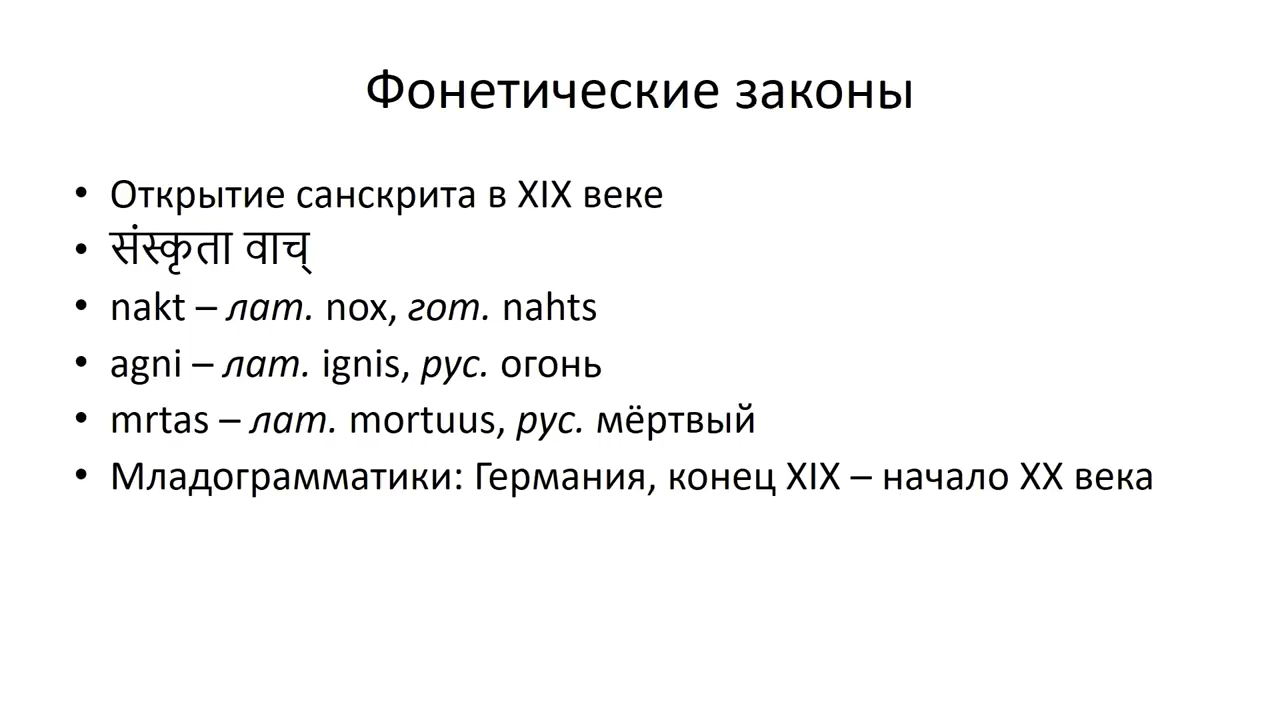 Фонетические законы
• Открытие санскрита в XIX веке
• संस्कृता वाच्
• nakt – лат. nox, гот. nahts
• agni – лат. ignis, рус. огонь
• mrtas – лат. mortuus, рус. мёртвый
• Младограмматики: Германия, конец XIX – начало XX века